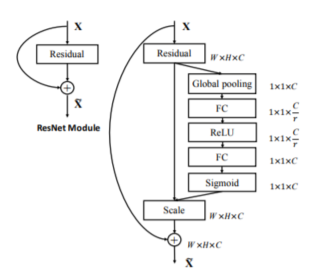 X
Residual
+
X̃
ResNet Module
X
Residual
W×H×C
Global pooling
1×1×C
FC
1×1×C/r
ReLU
1×1×C/r
FC
1×1×C
Sigmoid
1×1×C
Scale
W×H×C
+
W×H×C
X̃